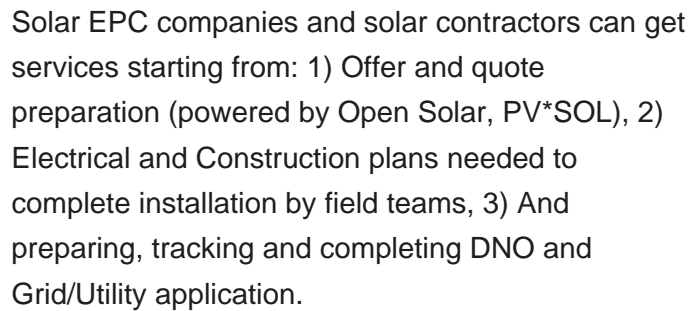 Solar EPC companies and solar contractors can get
services starting from: 1) Offer and quote
preparation (powered by Open Solar, PV*SOL), 2)
Electrical and Construction plans needed to
complete installation by field teams, 3) And
preparing, tracking and completing DNO and
Grid/Utility application.